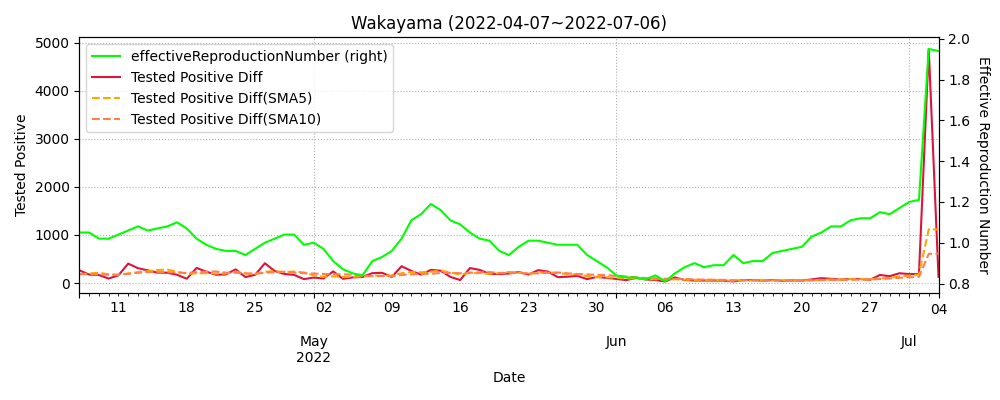 Wakayama (2022-04-07~2022-07-06)
effectiveReproductionNumber (right)
Tested Positive Diff
Tested Positive Diff(SMA5)
Tested Positive Diff(SMA10)
Tested Positive
5000
4000
3000
2000
1000
0
Effective Reproduction Number
2.0
1.8
1.6
1.4
1.2
1.0
0.8
11 18 25 02 09 16 23 30 06 13 20 27 04
May Jun Jul
2022
Date